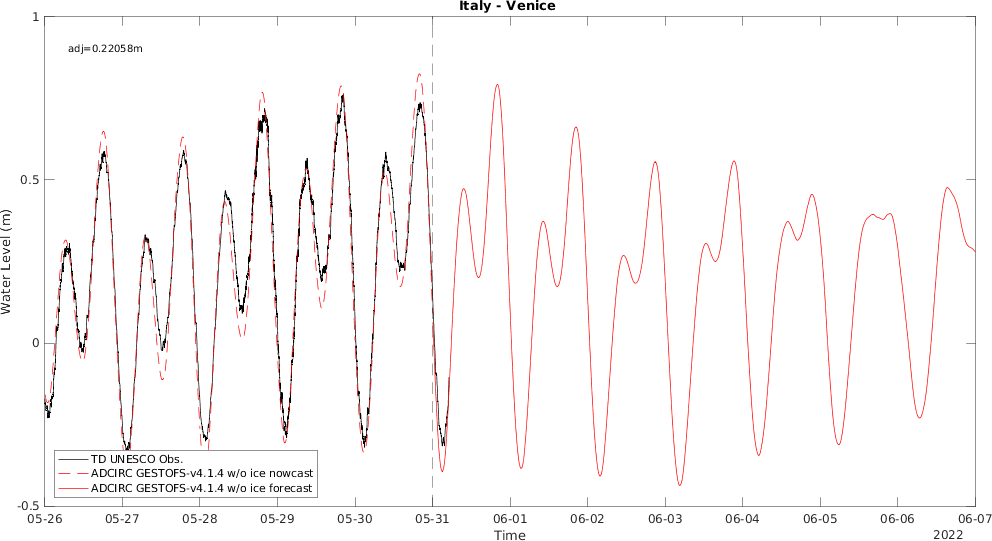 Italy - Venice
adj=0.22058m
1
0.5
0
-0.5
Water Level (m)
TD UNESCO Obs.
ADCIRC GESTOFS-v4.1.4 w/o ice nowcast
ADCIRC GESTOFS-v4.1.4 w/o ice forecast
05-26 05-27 05-28 05-29 05-30 05-31 06-01 06-02 06-03 06-04 06-05 06-06 06-07
Time
2022